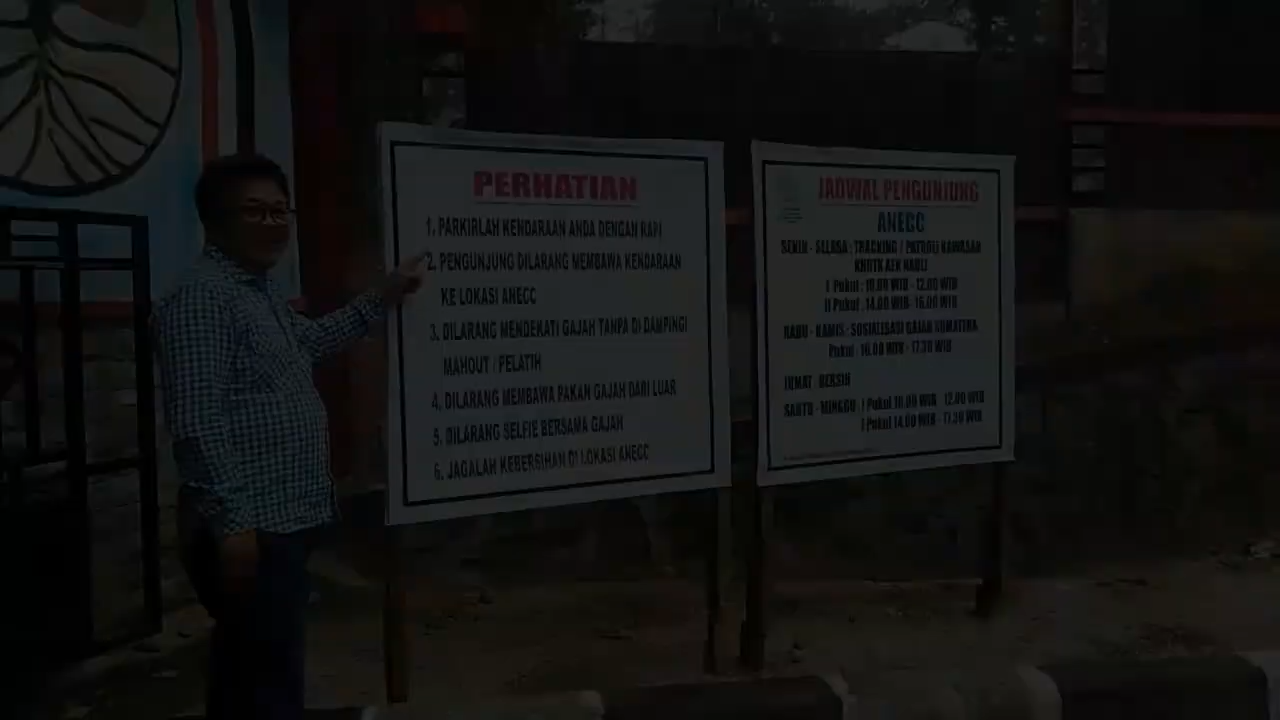 PERHATIAN
1. PARKIRLAH KENDARAAN ANDA DENGAN RAPI
2. PENGUNJUNG DILARANG MEMBAWA KENDARAAN
KE LOKASI ANECC
3. DILARANG MENDEKATI GAJAH TANPA DI DAMPINGI
MAHOUT / PELATIH
4. DILARANG MEMBAWA PAKAN GAJAH DARI LUAR
5. DILARANG SELFIE BERSAMA GAJAH
6. JAGALAH KEBERSIHAN DI LOKASI ANECC
JADWAL PENGUNJUNG
ANECC
SENIN - SELASA : TRACKING / PATROLI KAWASAN
KHDTK AEK NAULI
I Pukul : 10.00 WIB - 12.00 WIB
II Pukul : 14.00 WIB - 16.00 WIB
RABU - KAMIS : SOSIALISASI GAJAH SUMATERA
Pukul : 16.00 WIB - 17.30 WIB
JUMAT : BERSIH
SABTU - MINGGU : I Pukul 10.00 WIB - 12.00 WIB
I Pukul 14.00 WIB - 17.30 WIB